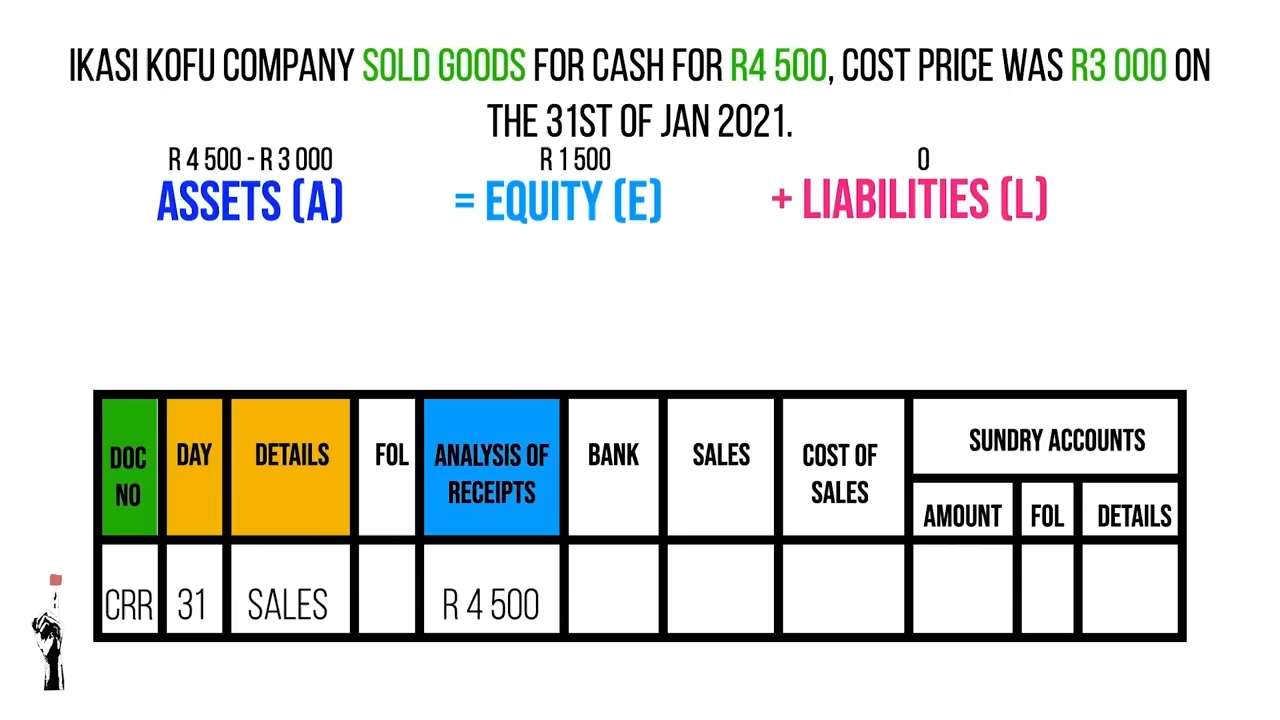 IKASI KOFU COMPANY SOLD GOODS FOR CASH FOR R4 500, COST PRICE WAS R3 000 ON
THE 31ST OF JAN 2021.
R 4 500 - R 3 000 R 1 500 0
ASSETS (A) = EQUITY (E) + LIABILITIES (L)
DOC NO DAY DETAILS FOL ANALYSIS OF RECEIPTS BANK SALES COST OF SALES SUNDRY ACCOUNTS
AMOUNT FOL DETAILS
CRR 31 SALES R 4 500